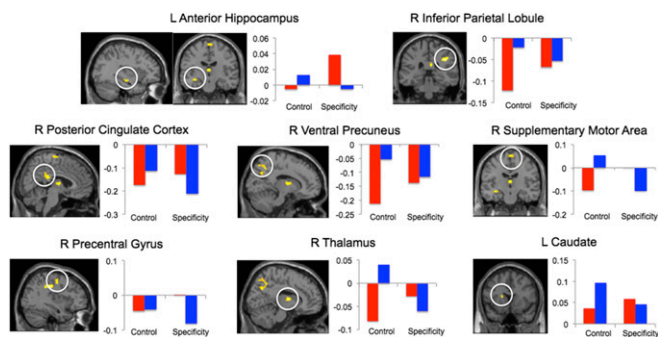 L Anterior Hippocampus
0.06
0.04
0.02
0
-0.02
Control Specificity
R Inferior Parietal Lobule
0
-0.05
-0.1
-0.15
Control Specificity
R Posterior Cingulate Cortex
0
-0.1
-0.2
-0.3
Control Specificity
R Ventral Precuneus
0
-0.05
-0.1
-0.15
-0.2
-0.25
Control Specificity
R Supplementary Motor Area
0.1
0
-0.1
-0.2
Control Specificity
R Precentral Gyrus
0.1
0
-0.1
Control Specificity
R Thalamus
0.05
0
-0.05
-0.1
Control Specificity
L Caudate
0.15
0.1
0.05
0
Control Specificity